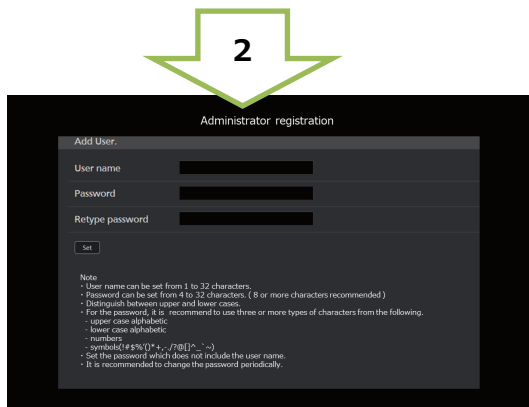 2
Administrator registration
Add User.
User name
Password
Retype password
Set
Note
・User name can be set from 1 to 32 characters.
・Password can be set from 4 to 32 characters. ( 8 or more characters recommended )
・Distinguish between upper and lower cases.
・For the password, it is  recommend to use three or more types of characters from the following.
- upper case alphabetic
- lower case alphabetic
- numbers
- symbols(!#$%'()*+,-./?@[]^_`~)
・Set the password which does not include the user name.
・It is recommended to change the password periodically.